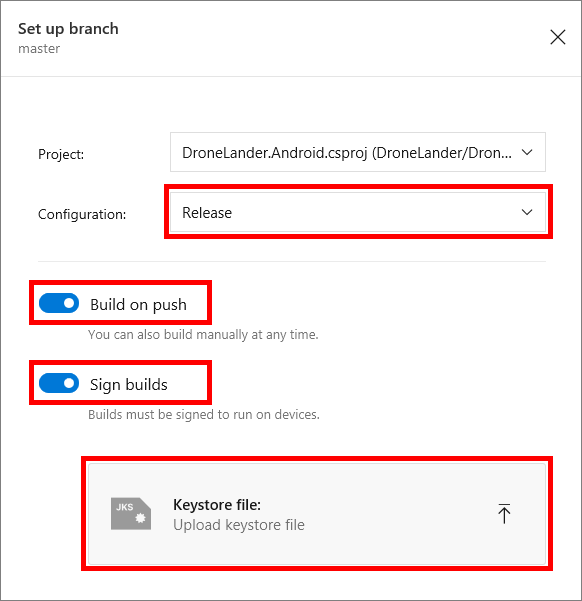 Set up branch
master
Project:
DroneLander.Android.csproj (DroneLander/Dron...
Configuration:
Release
Build on push
You can also build manually at any time.
Sign builds
Builds must be signed to run on devices.
JKS
Keystore file:
Upload keystore file